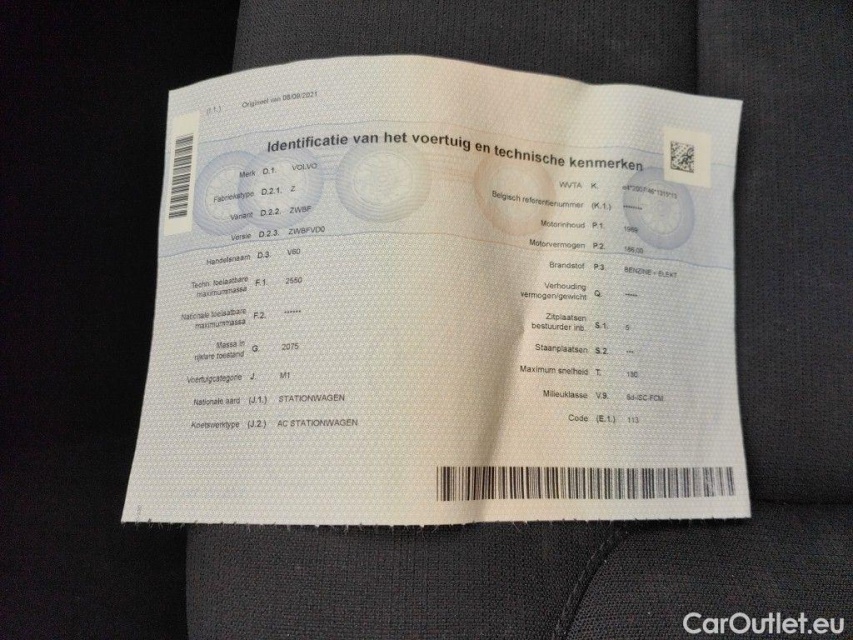 (I.1.) Origineel van 08/09/2021
Identificatie van het voertuig en technische kenmerken
Merk D.1. VOLVO
Fabriekstype D.2.1. Z
Variant D.2.2. ZWBF
Versie D.2.3. ZWBFVD0
Handelsnaam D.3. V60
Techn. toelaatbare
maximummassa F.1. 2550
Nationale toelaatbare
maximummassa F.2. ------
Massa in
rijklare toestand G. 2075
Voertuigcategorie J. M1
Nationale aard (J.1.) STATIONWAGEN
Koetswerktype (J.2.) AC STATIONWAGEN
WVTA K.
Belgisch referentienummer (K.1.) ------
Motorinhoud P.1. 1969
Motorvermogen P.2.
Brandstof P.3. BENZINE + ELEKT
Verhouding
vermogen/gewicht Q. ----
Zitplaatsen
bestuurder inb. S.1. 5
Staanplaatsen S.2. ---
Maximum snelheid T. 180
Milieuklasse V.9.
Code (E.1.) 113
CarOutlet.eu